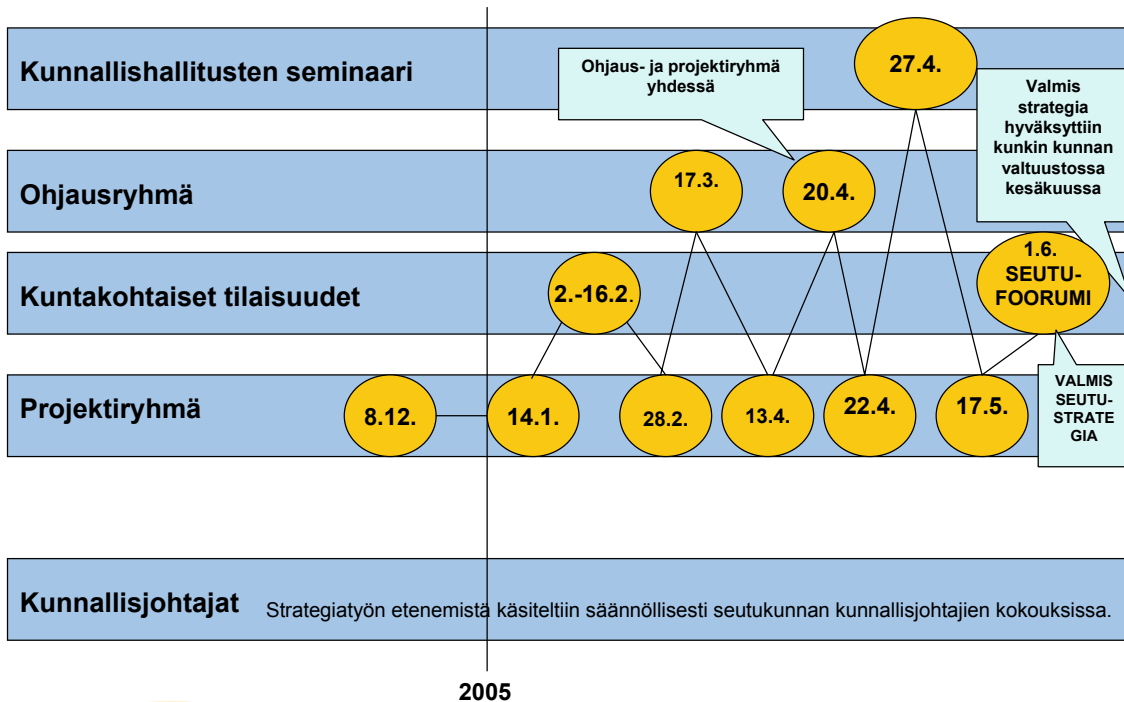 Kunnallishallitusten seminaari
Ohjaus- ja projektiryhmä
yhdessä
27.4.
Valmis
strategia
hyväksyttiin
kunkin kunnan
valtuustossa
kesäkuussa
Ohjausryhmä
17.3.
20.4.
Kuntakohtaiset tilaisuudet
2.-16.2.
1.6.
SEUTU-
FOORUMI
Projektiryhmä
8.12.
14.1.
28.2.
13.4.
22.4.
17.5.
VALMIS
SEUTU-
STRATE
GIA
Kunnallisjohtajat
Strategiatyön etenemistä käsiteltiin säännöllisesti seutukunnan kunnallisjohtajien kokouksissa.
2005